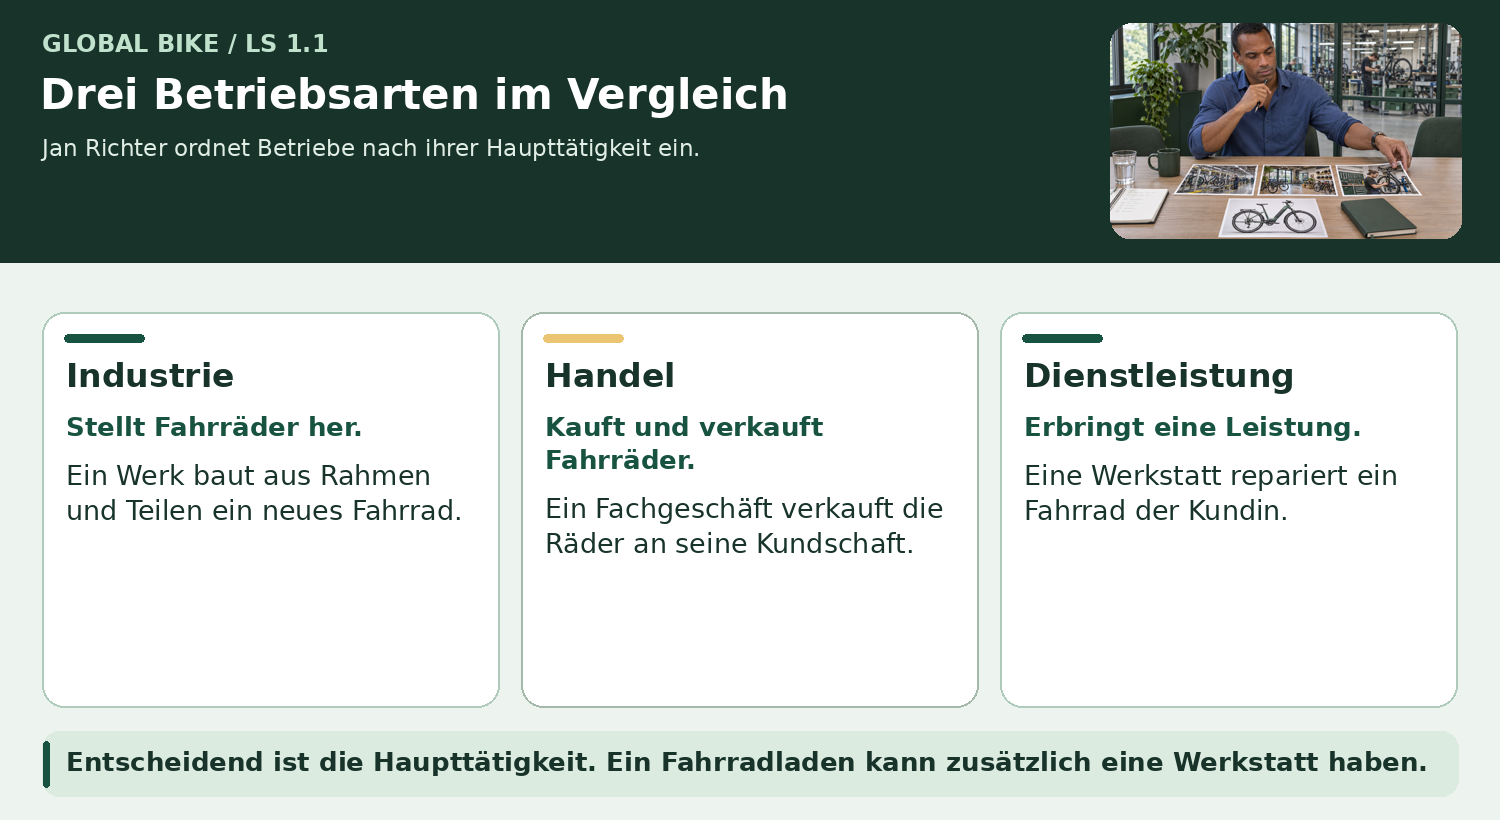 GLOBAL BIKE / LS 1.1
Drei Betriebsarten im Vergleich
Jan Richter ordnet Betriebe nach ihrer Haupttätigkeit ein.
Industrie
Stellt Fahrräder her.
Ein Werk baut aus Rahmen
und Teilen ein neues Fahrrad.
Handel
Kauft und verkauft
Fahrräder.
Ein Fachgeschäft verkauft die
Räder an seine Kundschaft.
Dienstleistung
Erbringt eine Leistung.
Eine Werkstatt repariert ein
Fahrrad der Kundin.
Entscheidend ist die Haupttätigkeit. Ein Fahrradladen kann zusätzlich eine Werkstatt haben.